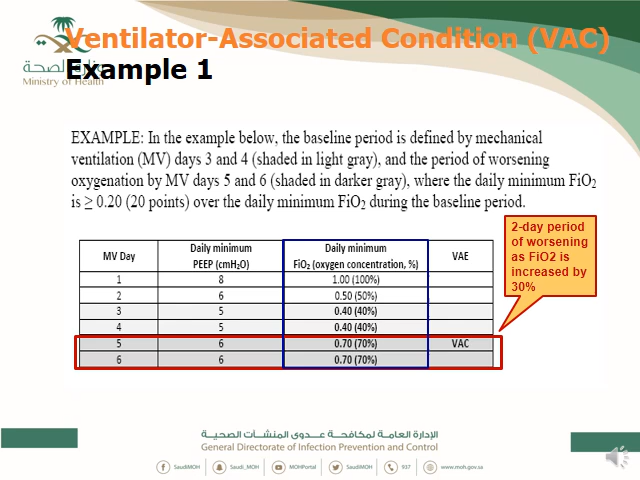 Ventilator-Associated Condition (VAC)
Example 1
وزارة الصحة
Ministry of Health
EXAMPLE: In the example below, the baseline period is defined by mechanical
ventilation (MV) days 3 and 4 (shaded in light gray), and the period of worsening
oxygenation by MV days 5 and 6 (shaded in darker gray), where the daily minimum FiO₂
is ≥ 0.20 (20 points) over the daily minimum FiO₂ during the baseline period.
2-day period
of worsening
as FiO2 is
increased by
30%
MV Day Daily minimum PEEP (cmH₂O) Daily minimum FiO₂ (oxygen concentration, %) VAE
1 8 1.00 (100%)
2 6 0.50 (50%)
3 5 0.40 (40%)
4 5 0.40 (40%)
5 6 0.70 (70%) VAC
6 6 0.70 (70%)
الإدارة العامة لمكافحة عدوى المنشآت الصحية
General Directorate of Infection Prevention and Control
SaudiMOH Saudi_MOH MOHPortal SaudiMOH 937 www.moh.gov.sa